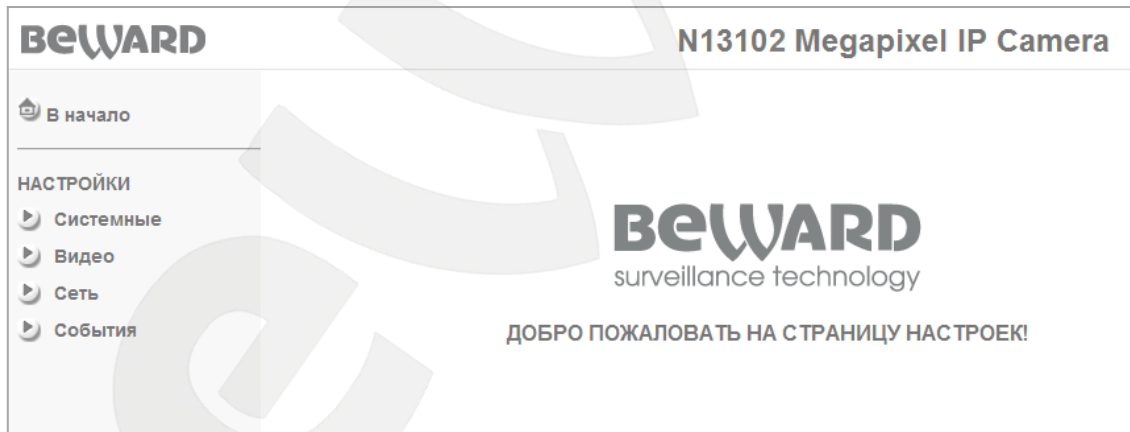 BEWARD
N13102 Megapixel IP Camera
В начало
НАСТРОЙКИ
Системные
Видео
Сеть
События
BEWARD
surveillance technology
ДОБРО ПОЖАЛОВАТЬ НА СТРАНИЦУ НАСТРОЕК!